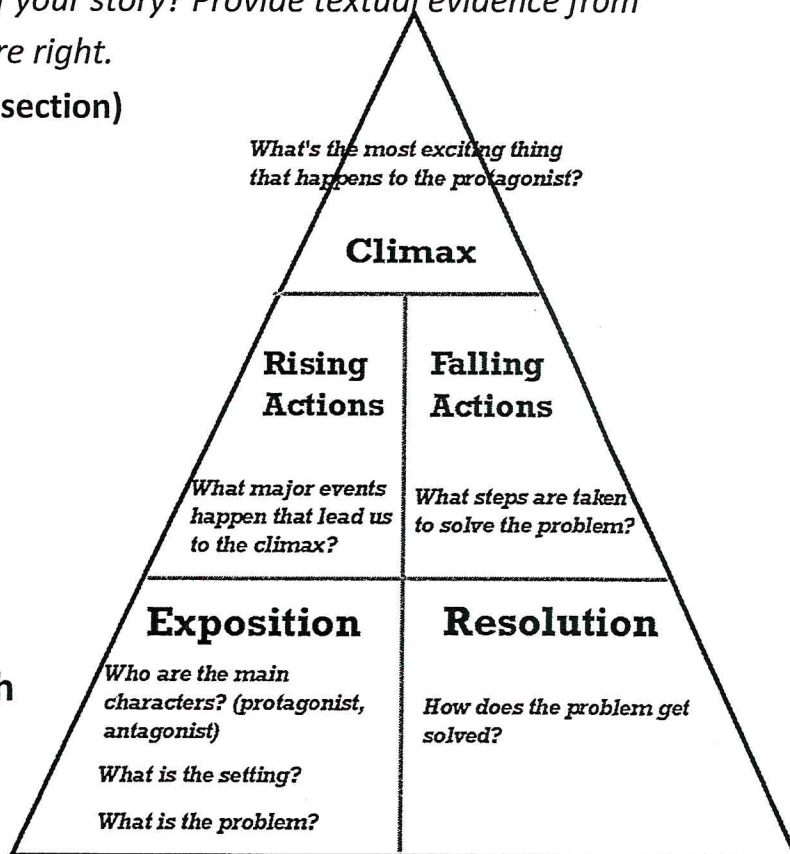 your story? Provide textual evidence from
re right.
section)
What's the most exciting thing
that happens to the protagonist?
Climax
Rising
Actions
Falling
Actions
What major events
happen that lead us
to the climax?
What steps are taken
to solve the problem?
Exposition
Resolution
h
Who are the main
characters? (protagonist,
antagonist)
What is the setting?
What is the problem?
How does the problem get
solved?